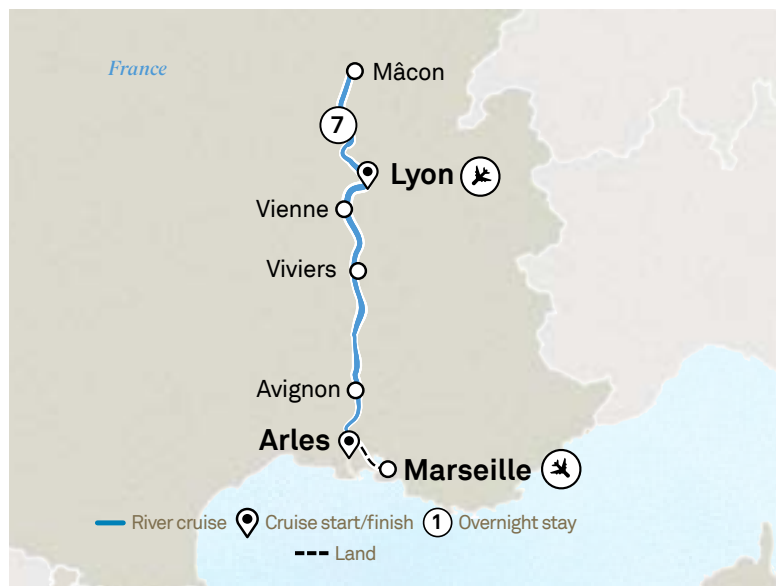 France
Mâcon
7
Lyon
Vienne
Viviers
Avignon
Arles
Marseille
River cruise Cruise start/finish 1 Overnight stay
Land